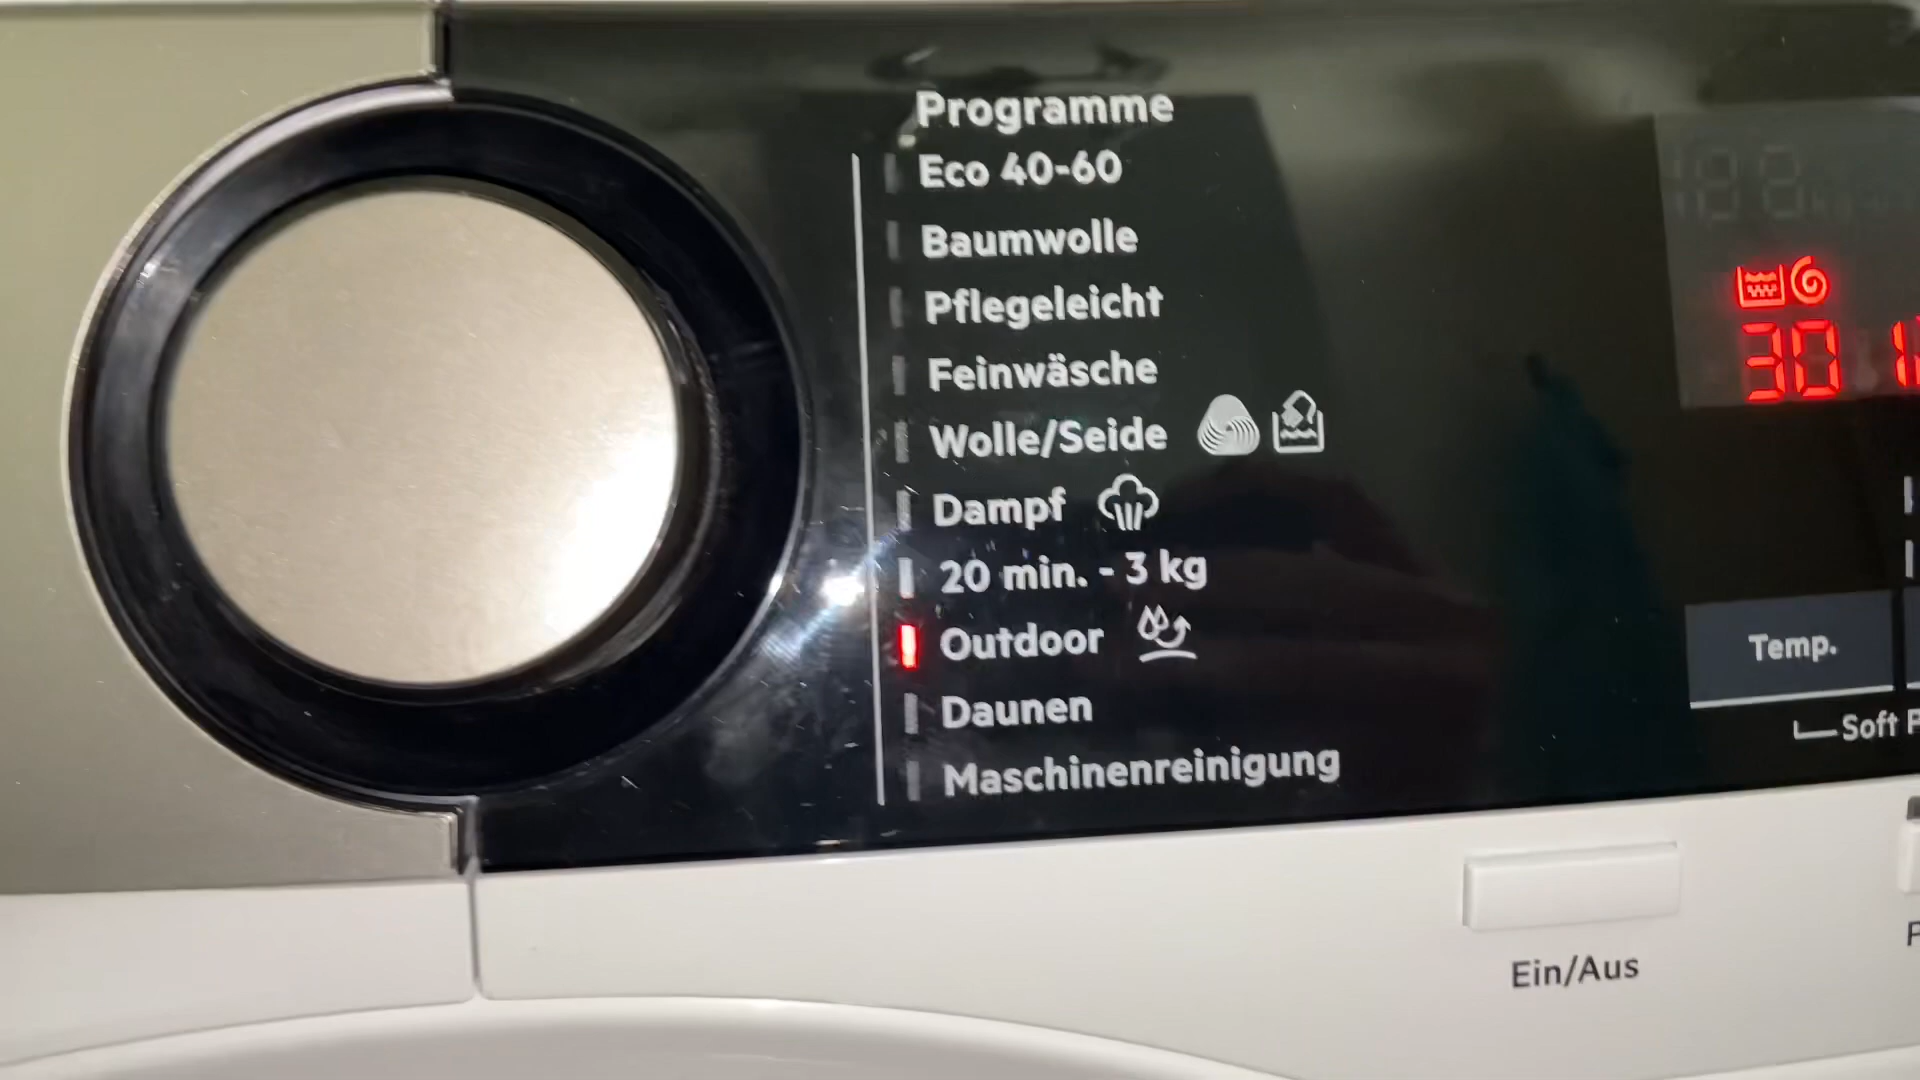 Programme
Eco 40-60
Baumwolle
Pflegeleicht
Feinwäsche
Wolle/Seide
Dampf
20 min. - 3 kg
Outdoor
Daunen
Maschinenreinigung
30
Temp.
Soft
Ein/Aus